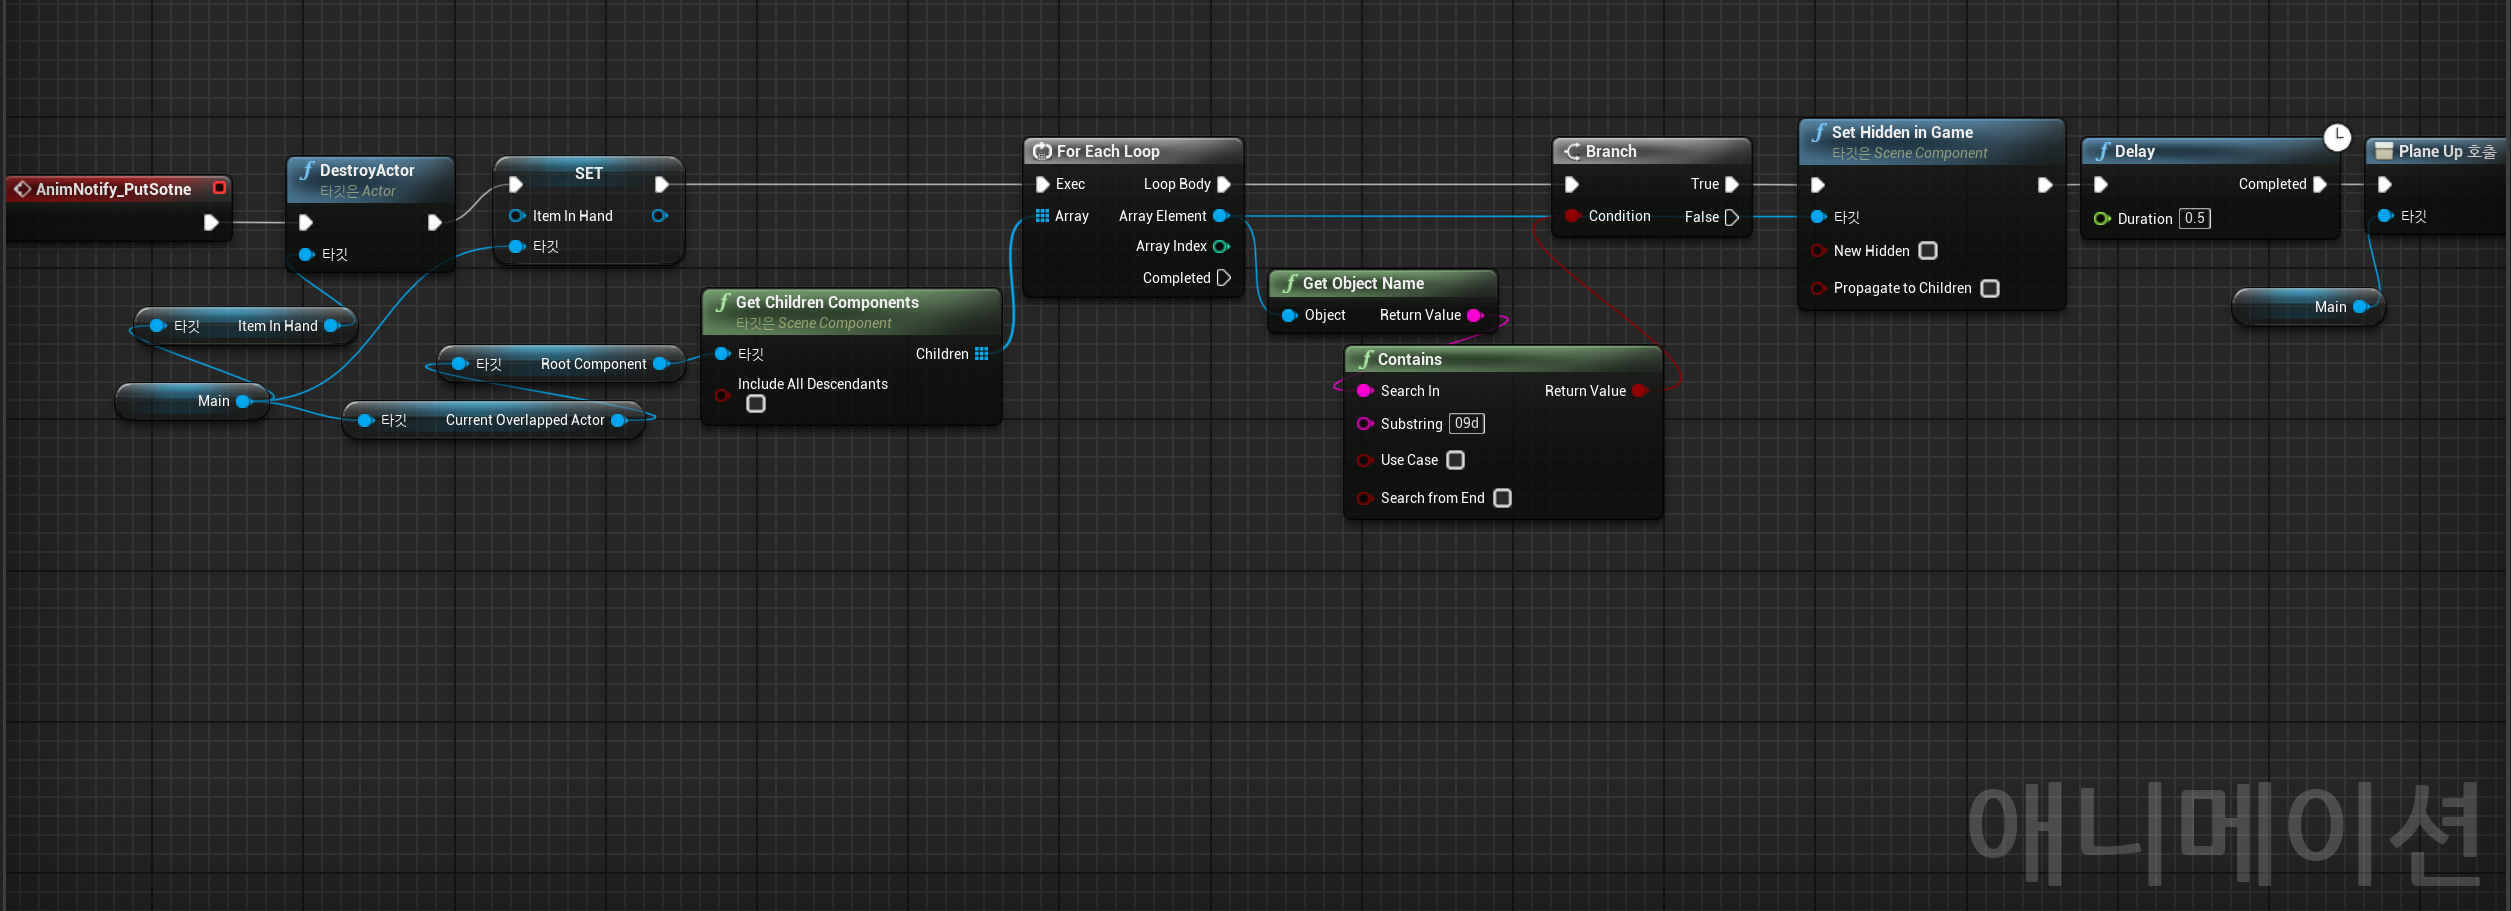 AnimNotify_PutSotne
DestroyActor
타깃은 Actor
타깃
SET
Item In Hand
타깃
타깃 Item In Hand
Main
타깃 Root Component
타깃 Current Overlapped Actor
Get Children Components
타깃은 Scene Component
타깃 Children
Include All Descendants
For Each Loop
Exec Loop Body
Array Array Element
Array Index
Completed
Get Object Name
Object Return Value
Contains
Search In Return Value
Substring 09d
Use Case
Search from End
Branch
True
Condition False
Set Hidden in Game
타깃은 Scene Component
타깃
New Hidden
Propagate to Children
Delay
Completed
Duration 0.5
Plane Up 호출
타깃
Main
애니메이션